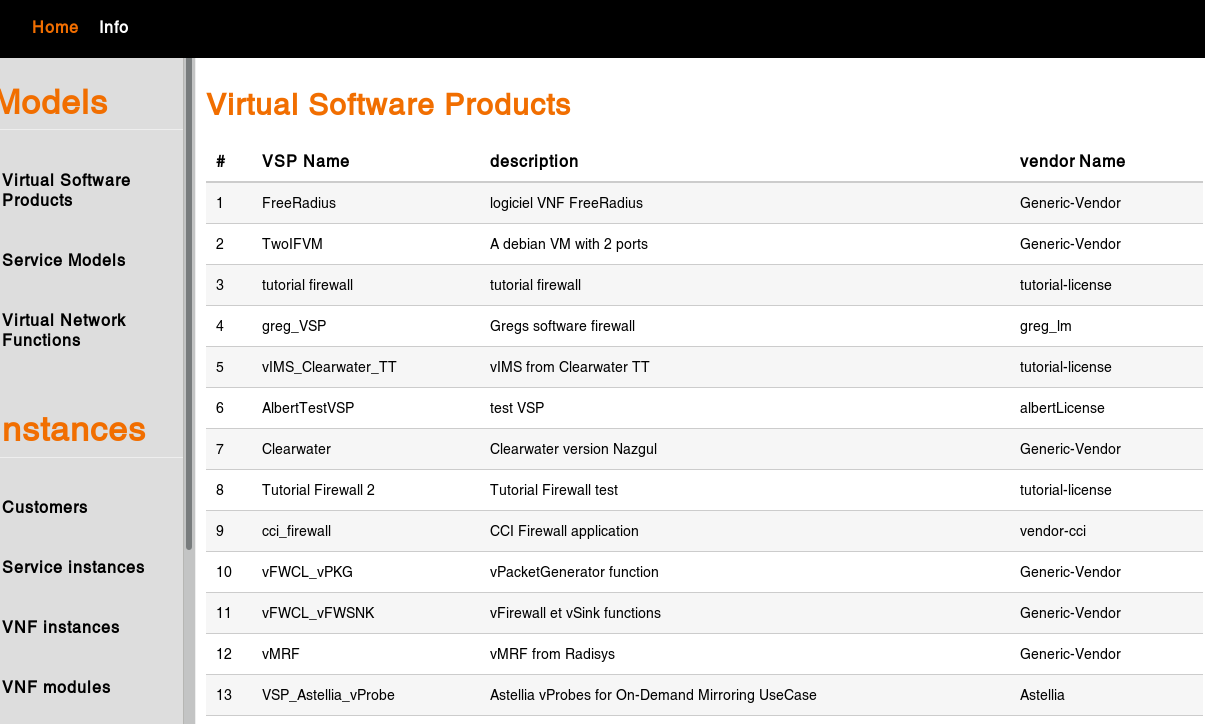 Home Info
Models
Virtual Software
Products
Service Models
Virtual Network
Functions
nstances
Customers
Service instances
VNF instances
VNF modules
Virtual Software Products
# VSP Name description vendor Name
1 FreeRadius logiciel VNF FreeRadius Generic-Vendor
2 TwoIFVM A debian VM with 2 ports Generic-Vendor
3 tutorial firewall tutorial firewall tutorial-license
4 greg_VSP Gregs software firewall greg_lm
5 vIMS_Clearwater_TT vIMS from Clearwater TT tutorial-license
6 AlbertTestVSP test VSP albertLicense
7 Clearwater Clearwater version Nazgul Generic-Vendor
8 Tutorial Firewall 2 Tutorial Firewall test tutorial-license
9 cci_firewall CCI Firewall application vendor-cci
10 vFWCL_vPKG vPacketGenerator function Generic-Vendor
11 vFWCL_vFWSNK vFirewall et vSink functions Generic-Vendor
12 vMRF vMRF from Radisys Generic-Vendor
13 VSP_Astellia_vProbe Astellia vProbes for On-Demand Mirroring UseCase Astellia